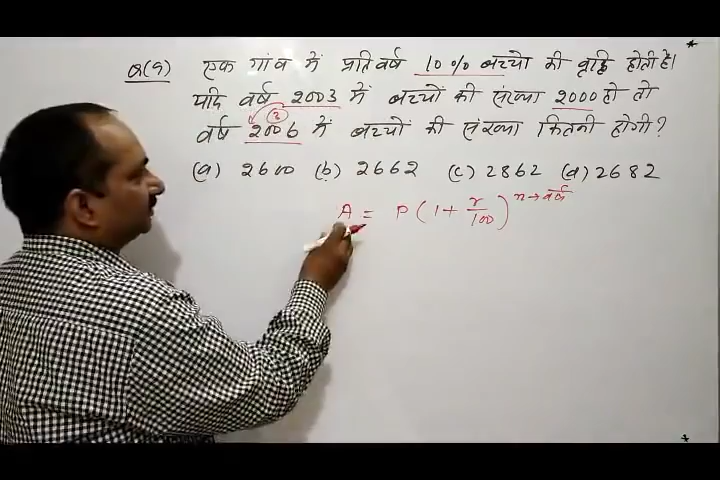 Q(9) एक गांव में प्रतिवर्ष 10% बच्चो की वृद्धि होती है।
यदि वर्ष 2003 में बच्चों की संख्या 2000 हो तो
वर्ष 2006 में बच्चों की संख्या कितनी होगी?
(a) 2600 (b) 2662 (c) 2862 (d) 2682
A = P(1+r/100)^n→वर्ष